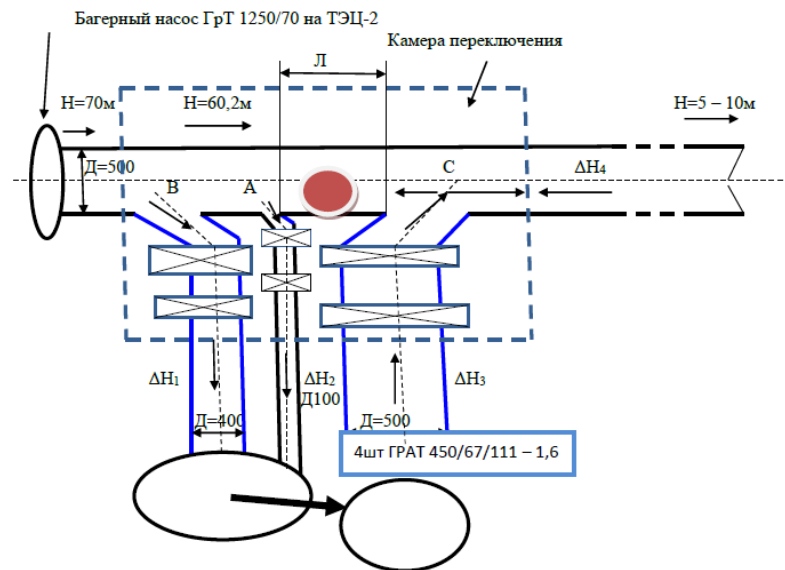 Багерный насос ГрТ 1250/70 на ТЭЦ-2
Камера переключения
Л
Н=70м
Н=60,2м
Н=5 – 10м
Д=500
В
А
С
ΔН₄
ΔН₁
ΔН₂
Д100
ΔН₃
Д=400
Д=500
4шт ГРАТ 450/67/111 – 1,6